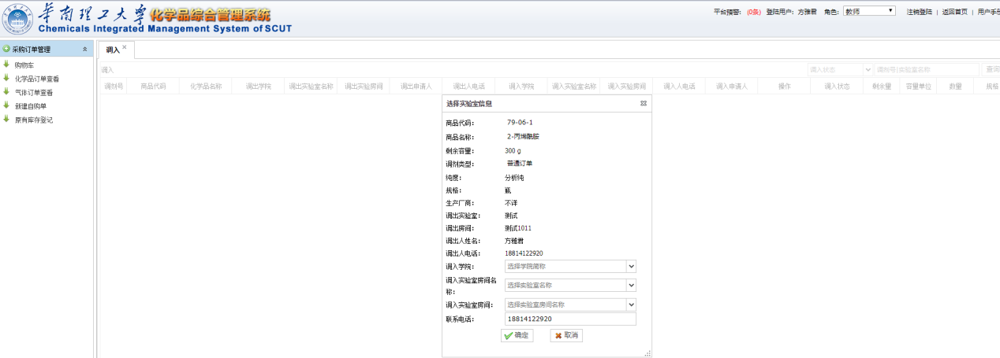 华南理工大学 化学品综合管理系统
Chemicals Integrated Management System of SCUT
平台预警: (0条) 登陆用户: 方雅君 角色: 教师 注销登陆 | 返回首页 | 用户手册
采购订单管理
购物车
化学品订单查看
气体订单查看
新建自购单
原有库存登记
调入
调入
调入状态 调剂号|实验室名称 查询
调剂号 商品代码 化学品名称 调出学院 调出实验室名称 调出实验房间 调出申请人 调出人电话 调入学院 调入实验室名称 调入实验房间 调入人电话 调入申请人 操作 调入状态 剩余量 容量单位 数量 规格
选择实验室信息
商品代码: 79-06-1
商品名称: 2-丙烯酰胺
剩余容量: 300 g
调剂类型: 普通订单
纯度: 分析纯
规格: 瓶
生产厂商: 不详
调出实验室: 测试
调出房间: 测试1011
调出人姓名: 方雅君
调出人电话: 18814122920
调入学院: 选择学院简称
调入实验室房间名
称: 选择实验室名称
调入实验室房间: 选择实验室房间名称
联系电话: 18814122920
确定 取消